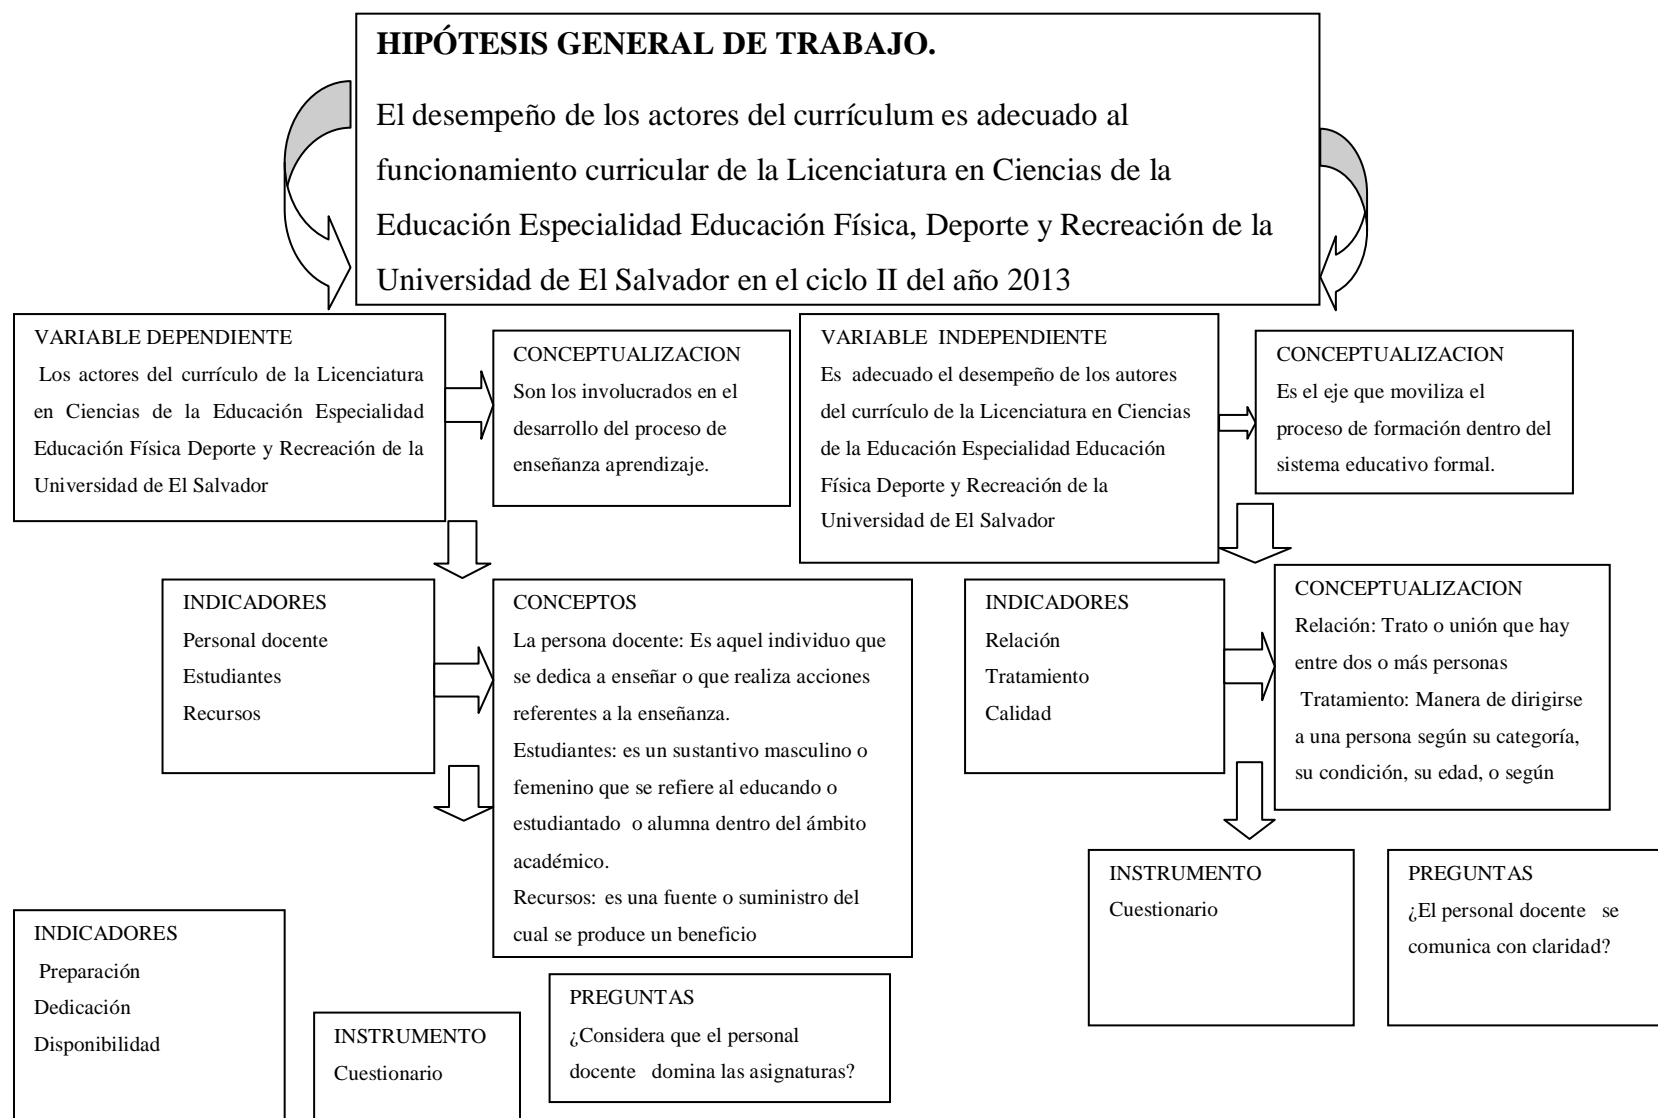 HIPÓTESIS GENERAL DE TRABAJO.
El desempeño de los actores del currículum es adecuado al
funcionamiento curricular de la Licenciatura en Ciencias de la
Educación Especialidad Educación Física, Deporte y Recreación de la
Universidad de El Salvador en el ciclo II del año 2013
VARIABLE DEPENDIENTE
Los actores del currículo de la Licenciatura
en Ciencias de la Educación Especialidad
Educación Física Deporte y Recreación de la
Universidad de El Salvador
CONCEPTUALIZACION
Son los involucrados en el
desarrollo del proceso de
enseñanza aprendizaje.
VARIABLE INDEPENDIENTE
Es adecuado el desempeño de los autores
del currículo de la Licenciatura en Ciencias
de la Educación Especialidad Educación
Física Deporte y Recreación de la
Universidad de El Salvador
CONCEPTUALIZACION
Es el eje que moviliza el
proceso de formación dentro del
sistema educativo formal.
INDICADORES
Personal docente
Estudiantes
Recursos
CONCEPTOS
La persona docente: Es aquel individuo que
se dedica a enseñar o que realiza acciones
referentes a la enseñanza.
Estudiantes: es un sustantivo masculino o
femenino que se refiere al educando o
estudiantado o alumna dentro del ámbito
académico.
Recursos: es una fuente o suministro del
cual se produce un beneficio
INDICADORES
Relación
Tratamiento
Calidad
CONCEPTUALIZACION
Relación: Trato o unión que hay
entre dos o más personas
Tratamiento: Manera de dirigirse
a una persona según su categoría,
su condición, su edad, o según
INDICADORES
Preparación
Dedicación
Disponibilidad
INSTRUMENTO
Cuestionario
PREGUNTAS
¿Considera que el personal
docente domina las asignaturas?
INSTRUMENTO
Cuestionario
PREGUNTAS
¿El personal docente se
comunica con claridad?